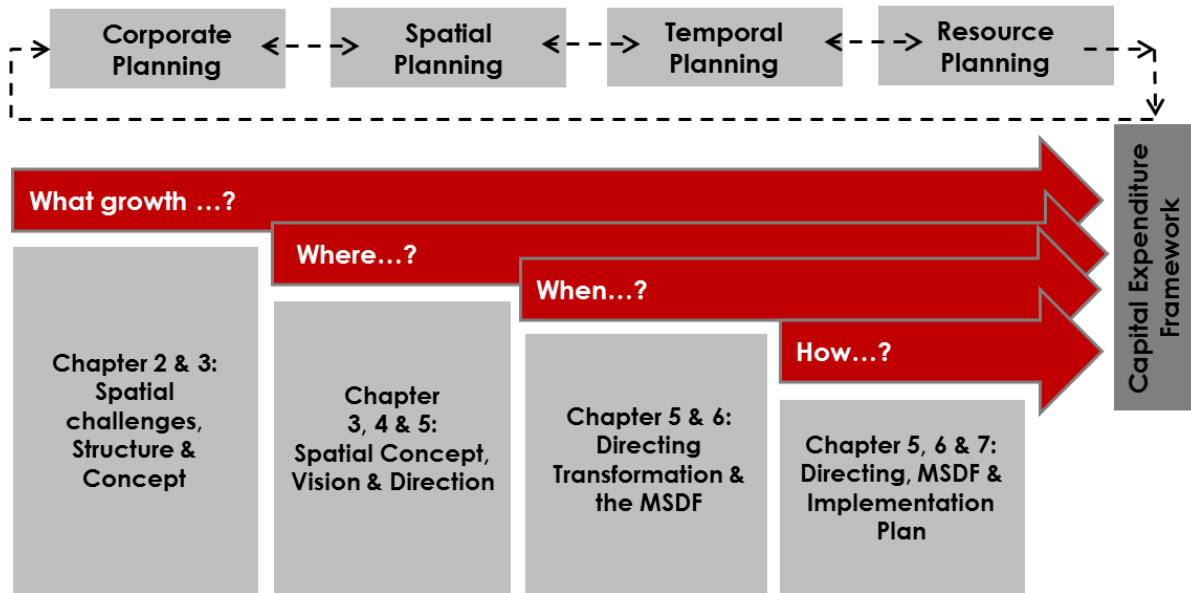 Corporate
Planning
Spatial
Planning
Temporal
Planning
Resource
Planning
What growth ...?
Where...?
When...?
How...?
Capital Expenditure
Framework
Chapter 2 & 3:
Spatial
challenges,
Structure &
Concept
Chapter
3, 4 & 5:
Spatial Concept,
Vision & Direction
Chapter 5 & 6:
Directing
Transformation &
the MSDF
Chapter 5, 6 & 7:
Directing, MSDF &
Implementation
Plan